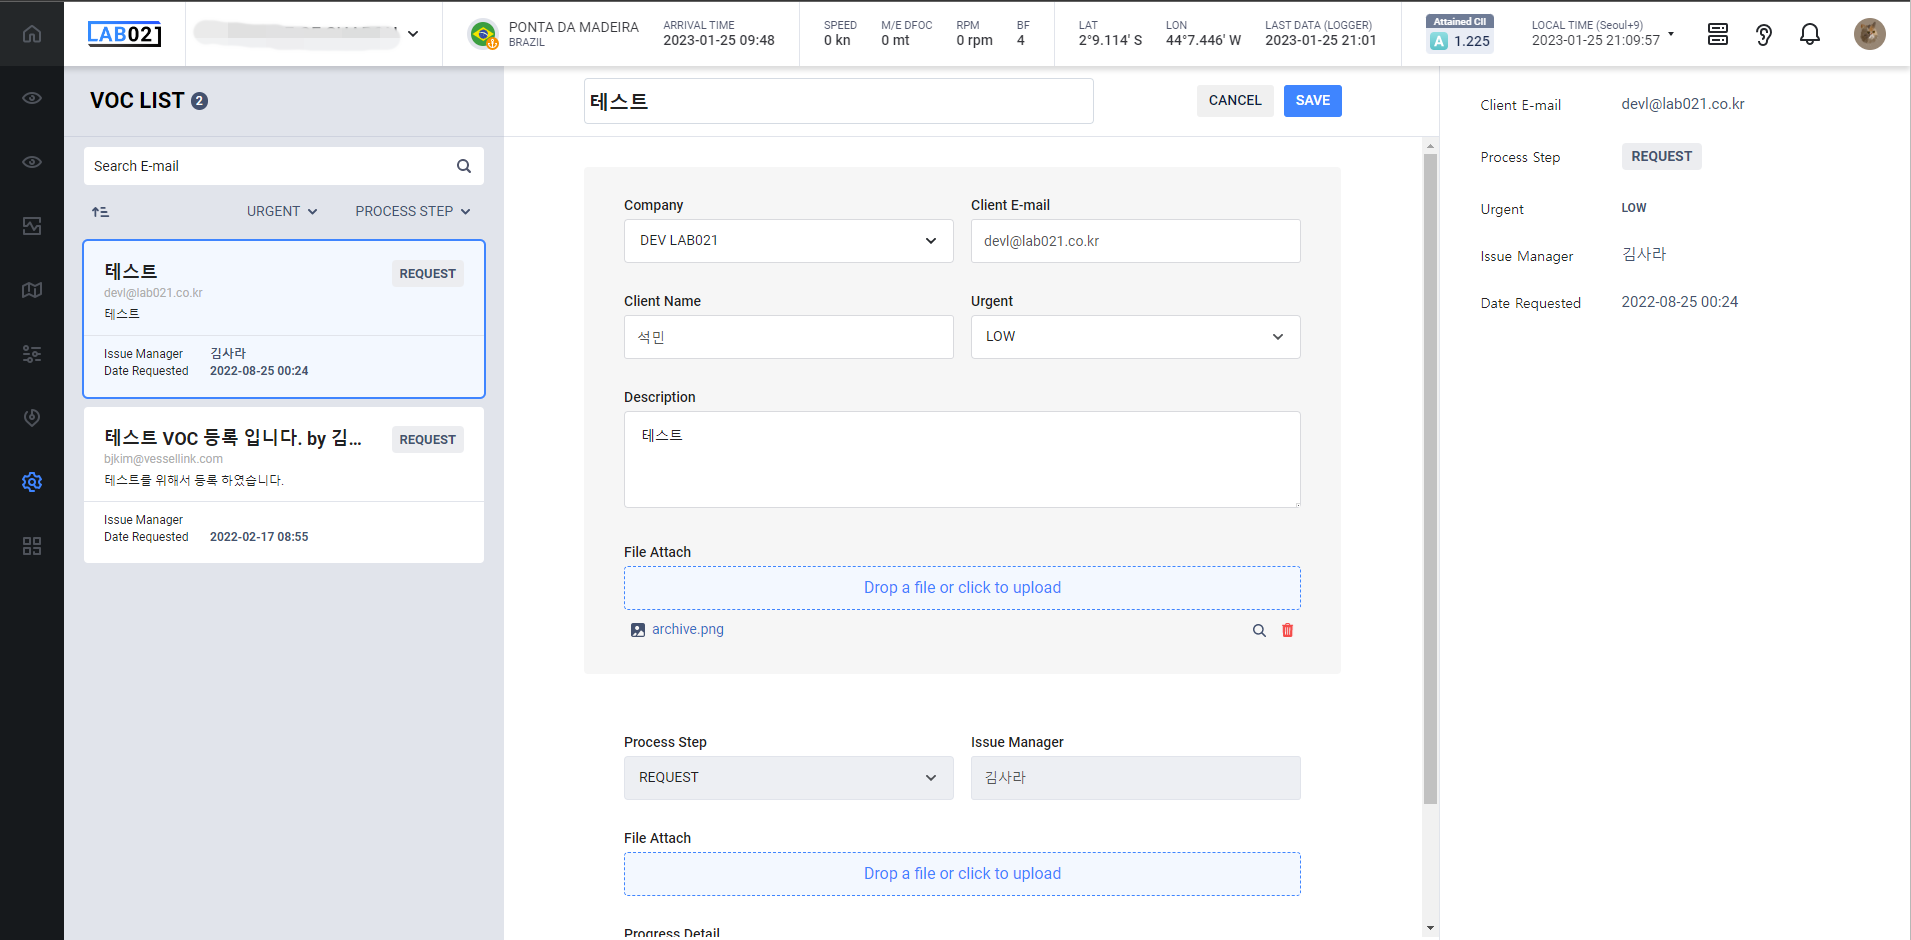 LAB021
PONTA DA MADEIRA
BRAZIL
ARRIVAL TIME
2023-01-25 09:48
SPEED
0 kn
M/E DFOC
0 mt
RPM
0 rpm
BF
4
LAT
2°9.114' S
LON
44°7.446' W
LAST DATA (LOGGER)
2023-01-25 21:01
Attained CII
A 1.225
LOCAL TIME (Seoul+9)
2023-01-25 21:09:57
VOC LIST 2
Search E-mail
URGENT
PROCESS STEP
테스트
REQUEST
devl@lab021.co.kr
테스트
Issue Manager 김사라
Date Requested 2022-08-25 00:24
테스트 VOC 등록 입니다. by 김...
REQUEST
bjkim@vessellink.com
테스트를 위해서 등록 하였습니다.
Issue Manager
Date Requested 2022-02-17 08:55
테스트
CANCEL
SAVE
Company
DEV LAB021
Client E-mail
devl@lab021.co.kr
Client Name
석민
Urgent
LOW
Description
테스트
File Attach
Drop a file or click to upload
archive.png
Process Step
REQUEST
Issue Manager
김사라
File Attach
Drop a file or click to upload
Progress Detail
Client E-mail devl@lab021.co.kr
Process Step REQUEST
Urgent LOW
Issue Manager 김사라
Date Requested 2022-08-25 00:24